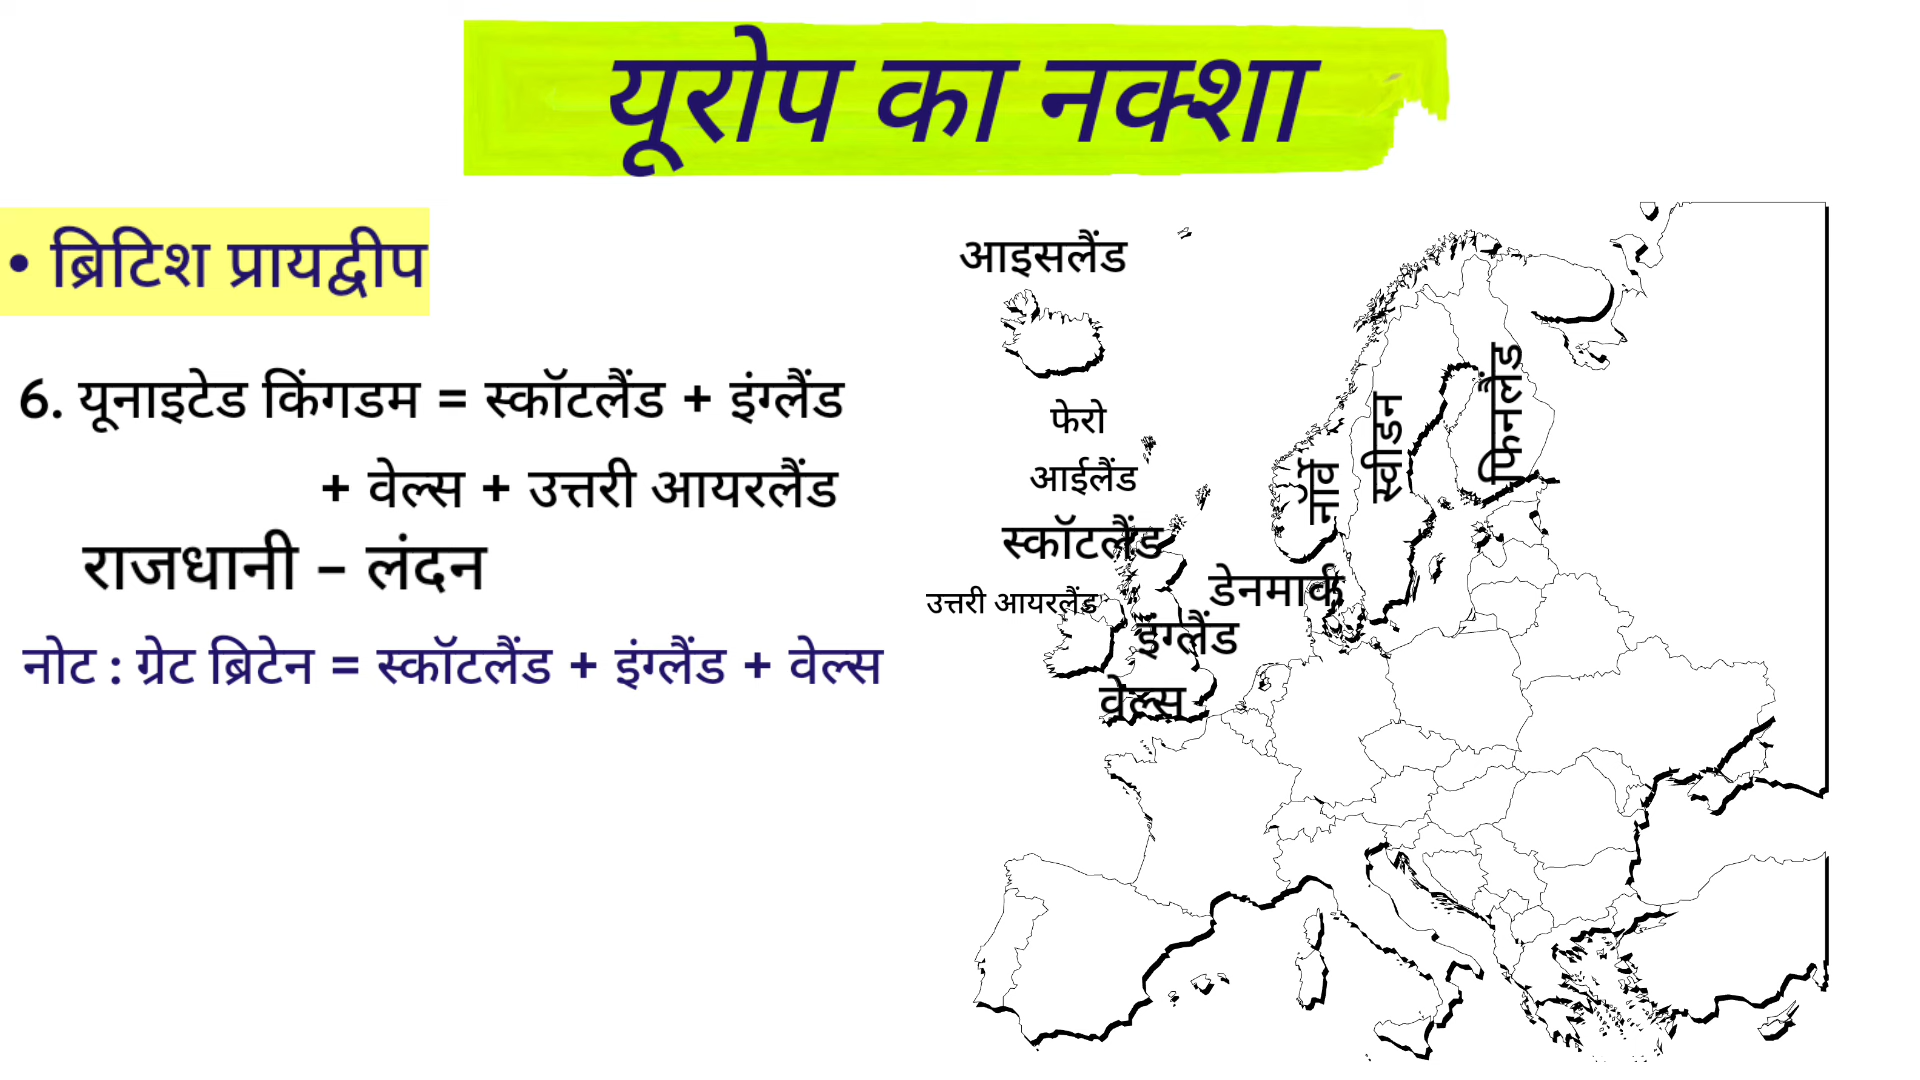 यूरोप का नक्शा
• ब्रिटिश प्रायद्वीप
6. यूनाइटेड किंगडम = स्कॉटलैंड + इंग्लैंड
+ वेल्स + उत्तरी आयरलैंड
राजधानी – लंदन
नोट : ग्रेट ब्रिटेन = स्कॉटलैंड + इंग्लैंड + वेल्स
आइसलैंड
फेरो
आईलैंड
स्कॉटलैंड
उत्तरी आयरलैंड
इंग्लैंड
वेल्स
डेनमार्क
नॉर्वे
स्वीडन
फिनलैंड